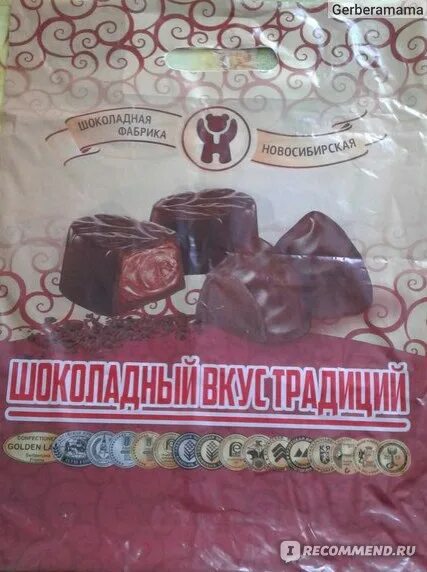 Gerberamama
ШОКОЛАДНАЯ
ФАБРИКА
НОВОСИБИРСКАЯ
ШОКОЛАДНЫЙ ВКУС ТРАДИЦИЙ
GOLDEN
RECOMMEND.RU